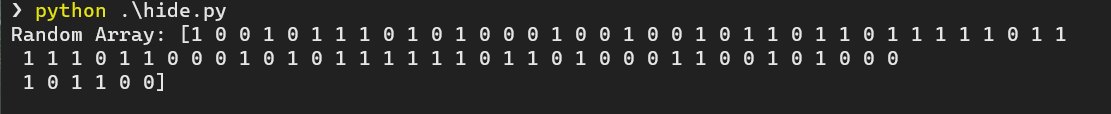 ❯ python .\hide.py
Random Array: [1 0 0 1 0 1 1 1 0 1 0 1 0 0 0 1 0 0 1 0 0 1 0 1 1 0 1 1 0 1 1 1 1 1 0 1 1
1 1 1 0 1 1 0 0 0 1 0 1 0 1 1 1 1 1 1 0 1 1 0 1 0 0 0 1 1 0 0 1 0 1 0 0 0
1 0 1 1 0 0]